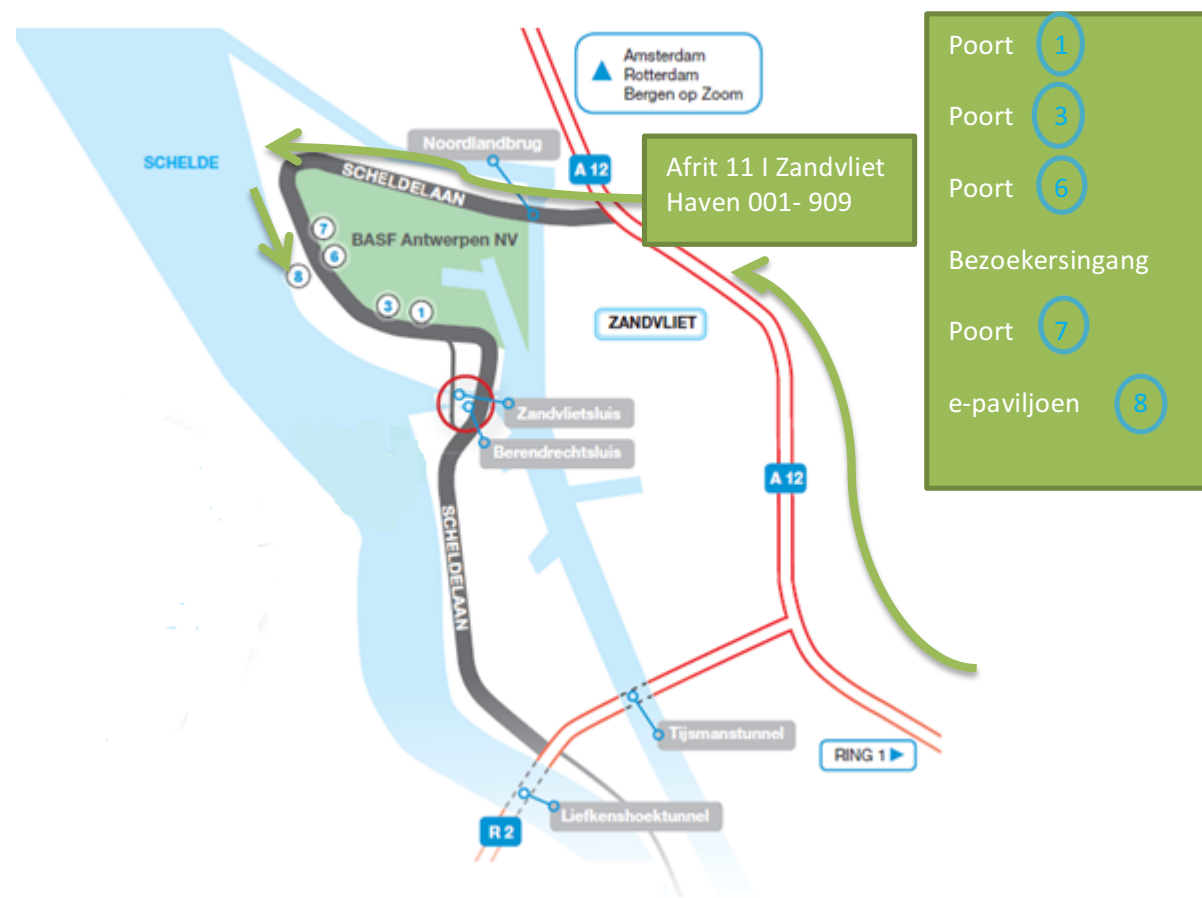 Amsterdam
Rotterdam
Bergen op Zoom
Poort 1
Poort 3
Poort 6
Bezoekersingang
Poort 7
e-paviljoen 8
Noordlandbrug
SCHELDE
SCHELDELAAN
A 12
Afrit 11 I Zandvliet
Haven 001- 909
BASF Antwerpen NV
7
6
8
3
1
ZANDVLIET
Zandvlietsluis
Berendrechtsluis
A 12
SCHELDELAAN
Tijsmanstunnel
RING 1
Liefkenshoektunnel
R 2